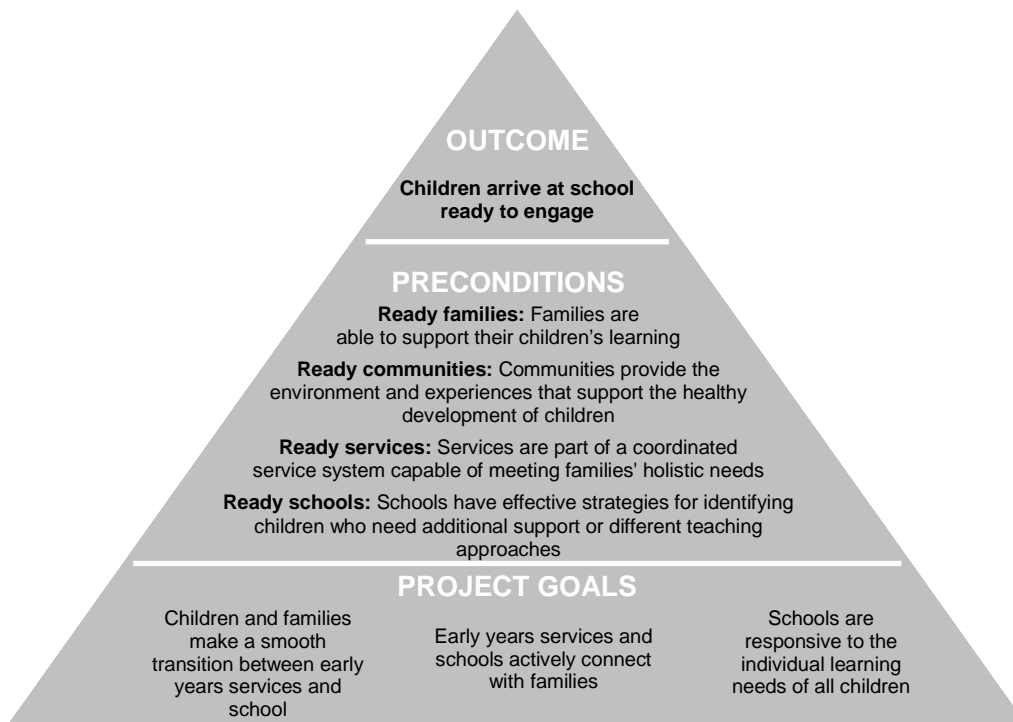 OUTCOME
Children arrive at school
ready to engage
PRECONDITIONS
Ready families: Families are
able to support their children’s learning
Ready communities: Communities provide the
environment and experiences that support the healthy
development of children
Ready services: Services are part of a coordinated
service system capable of meeting families' holistic needs
Ready schools: Schools have effective strategies for identifying
children who need additional support or different teaching
approaches
PROJECT GOALS
Children and families
make a smooth
transition between early
years services and
school
Early years services and
schools actively connect
with families
Schools are
responsive to the
individual learning
needs of all children